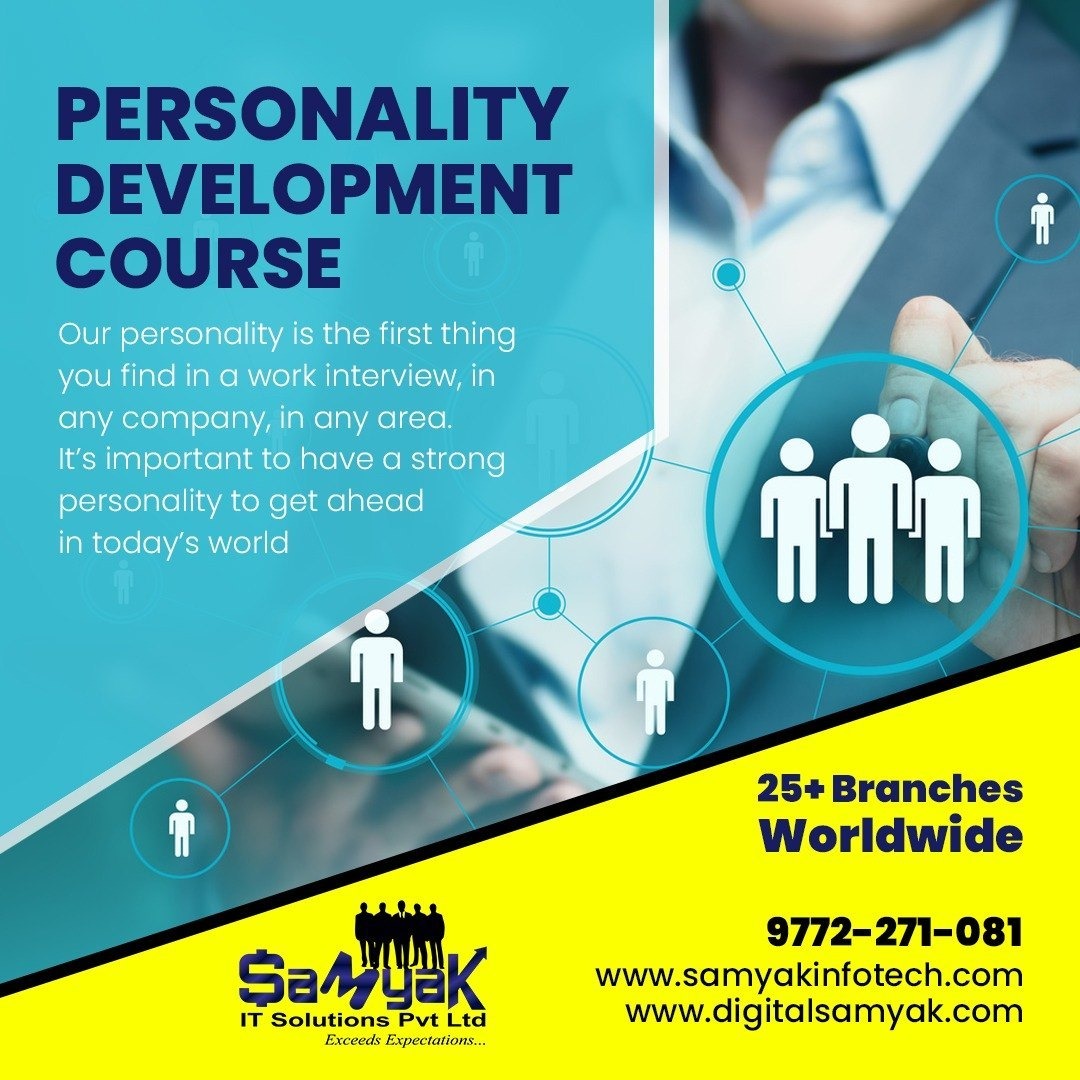 PERSONALITY
DEVELOPMENT
COURSE
Our personality is the first thing
you find in a work interview, in
any company, in any area.
It's important to have a strong
personality to get ahead
in today's world
25+ Branches
Worldwide
9772-271-081
www.samyakinfotech.com
www.digitalsamyak.com
$aMyaK
IT Solutions Pvt Ltd
Exceeds Expectations...